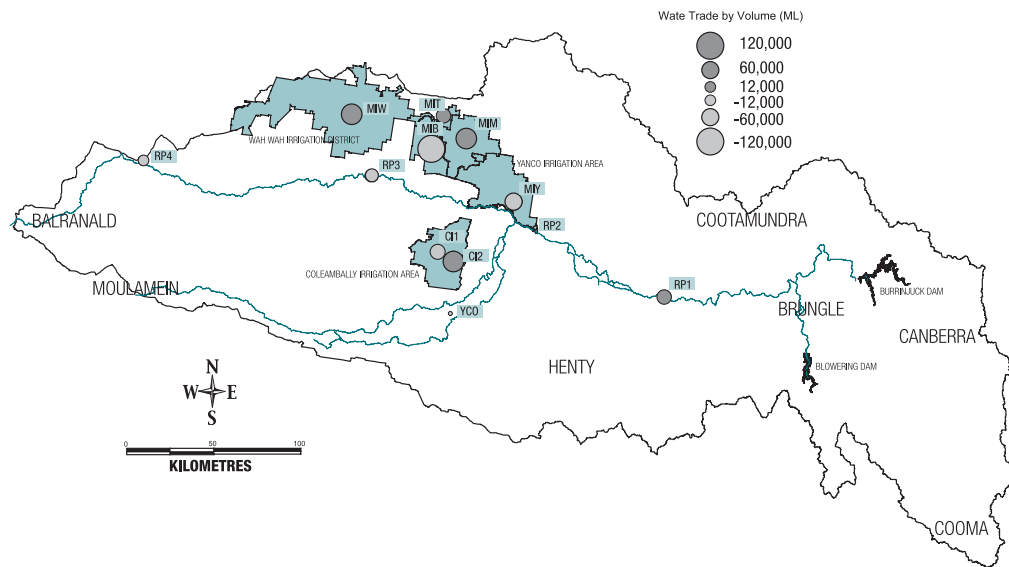 Wate Trade by Volume (ML)
120,000
60,000
12,000
-12,000
-60,000
-120,000
MIW
MIT
MIB
MIM
WAH WAH IRRIGATION DISTRICT
RP4
RP3
YANCO IRRIGATION AREA
MIY
BALRANALD
COOTAMUNDRA
RP2
CI1
CI2
COLEAMBALLY IRRIGATION AREA
MOULAMEIN
RP1
BURRINJUCK DAM
YCO
BRUNGLE
CANBERRA
HENTY
BLOWERING DAM
N
W E
S
0 50 100
KILOMETRES
COOMA